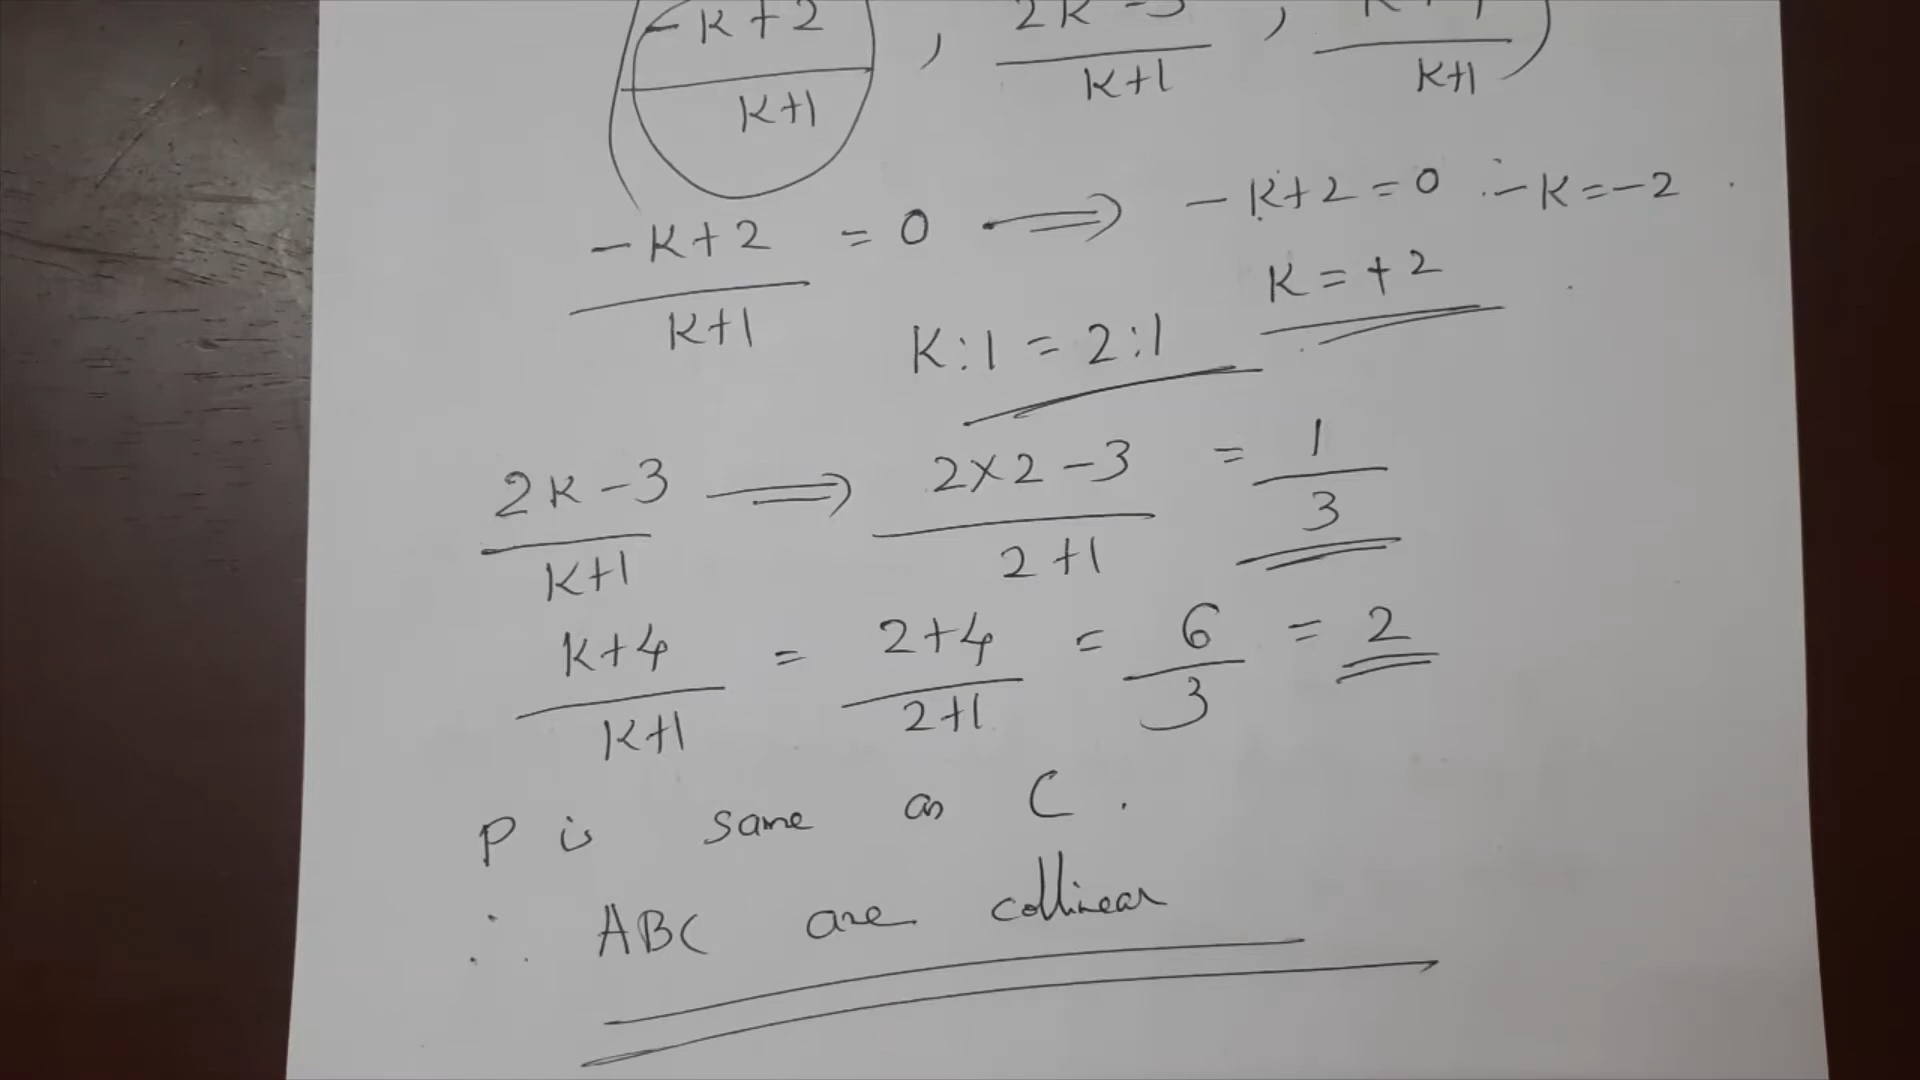 (-K+2/K+1, 2K-3/K+1, K+4/K+1)
-K+2/K+1 = 0 ⟹ -K+2=0 ∴ -K=-2
K=+2
K:1 = 2:1
2K-3/K+1 ⟹ 2×2-3/2+1 = 1/3
K+4/K+1 = 2+4/2+1 = 6/3 = 2
P is same as C.
∴ ABC are collinear